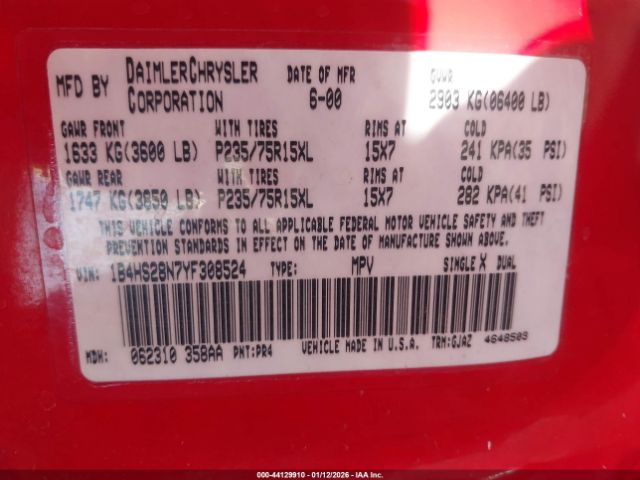 MFD BY DAIMLERCHRYSLER CORPORATION DATE OF MFR 6-00 GVWR 2903 KG(06400 LB)
GAWR FRONT WITH TIRES RIMS AT COLD
1633 KG(3600 LB) P235/75R15XL 15X7 241 KPA(35 PSI)
GAWR REAR WITH TIRES RIMS AT COLD
1747 KG(3850 LB) P235/75R15XL 15X7 282 KPA(41 PSI)
THIS VEHICLE CONFORMS TO ALL APPLICABLE FEDERAL MOTOR VEHICLE SAFETY AND THEFT
PREVENTION STANDARDS IN EFFECT ON THE DATE OF MANUFACTURE SHOWN ABOVE.
VIN: 1B4HS28N7YF308524 TYPE: MPV SINGLE X DUAL
MDH: 062310 358AA PNT:PR4 VEHICLE MADE IN U.S.A. TRM:GJAZ 4648503
000-44129910 - 01/12/2026 - IAAI.COM